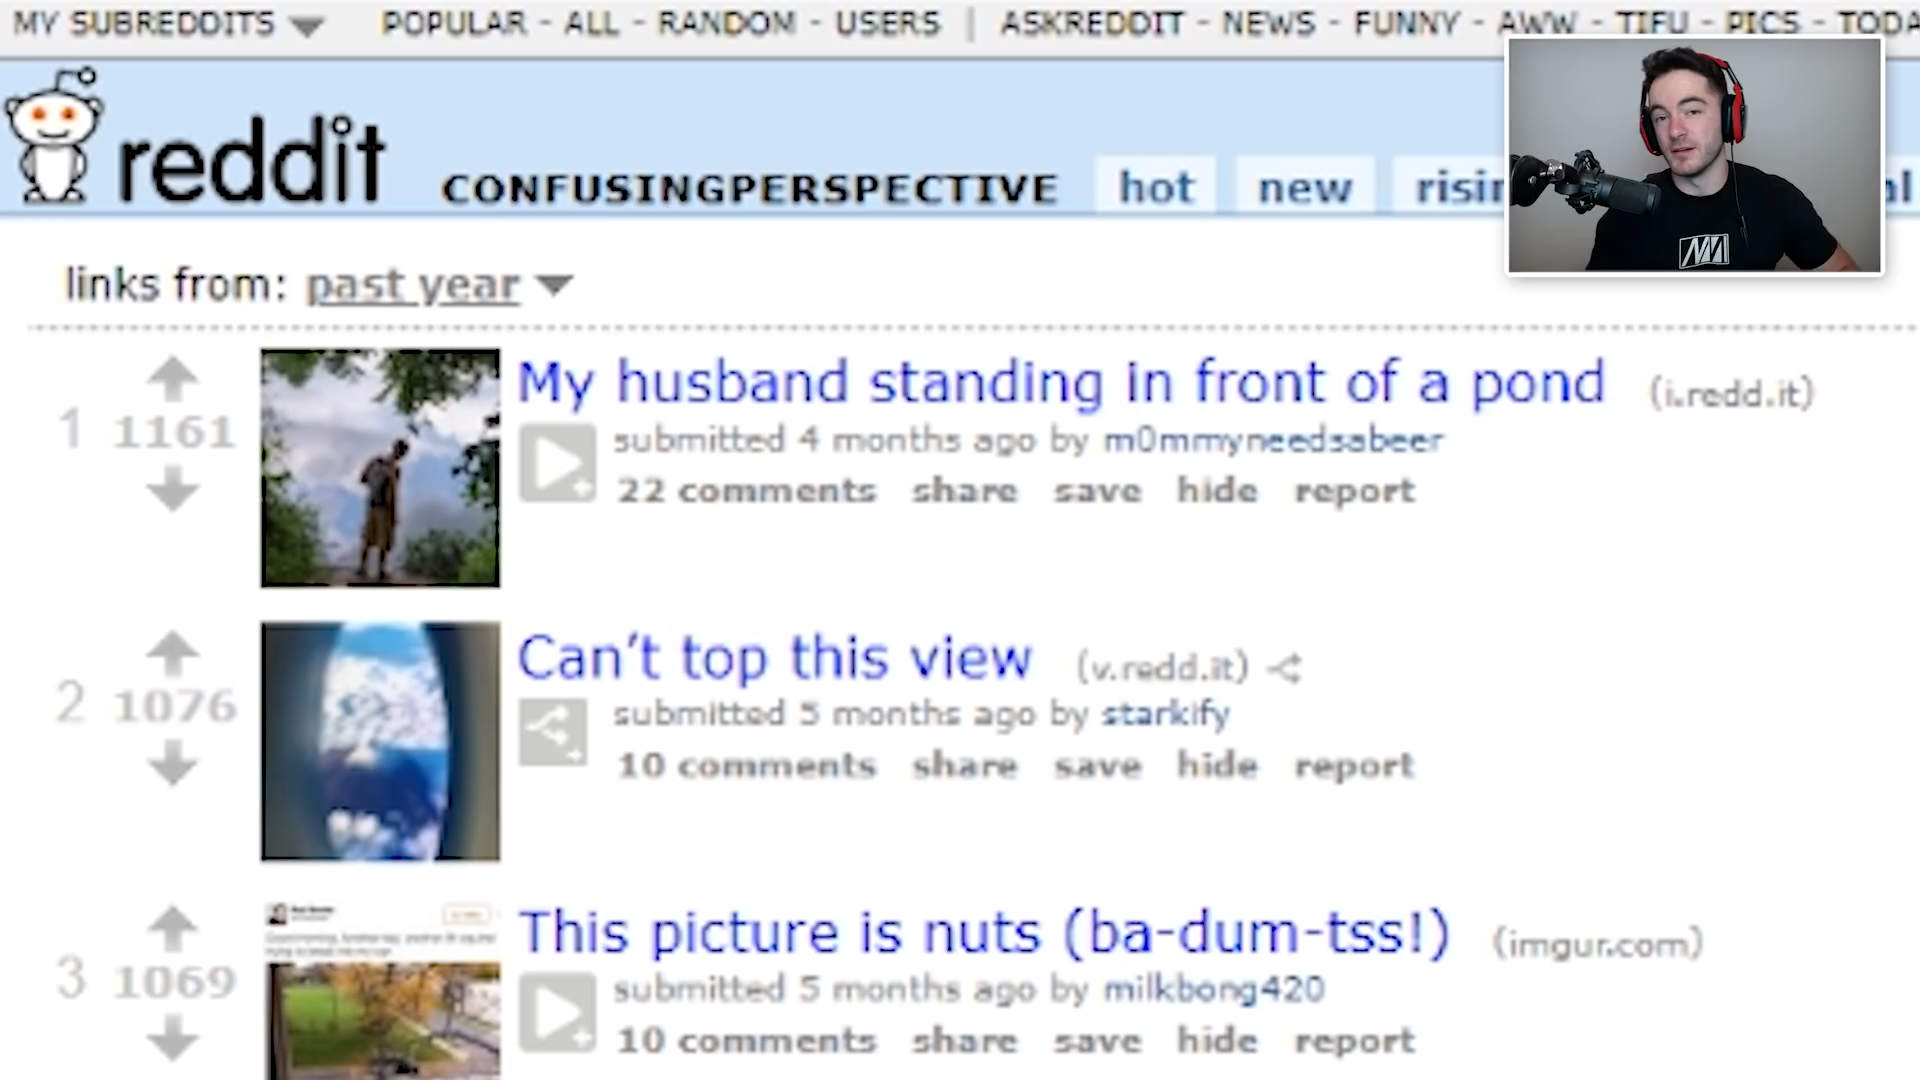 MY SUBREDDITS POPULAR - ALL - RANDOM - USERS | ASKREDDIT - NEWS - FUNNY - AWW - TIFU - PICS - TODA
reddit CONFUSINGPERSPECTIVE hot new risin
links from: past year
1 1161 My husband standing in front of a pond (i.redd.it)
submitted 4 months ago by m0mmyneedsabeer
22 comments share save hide report
2 1076 Can't top this view (v.redd.it)
submitted 5 months ago by starkify
10 comments share save hide report
3 1069 This picture is nuts (ba-dum-tss!) (imgur.com)
submitted 5 months ago by milkbong420
10 comments share save hide report